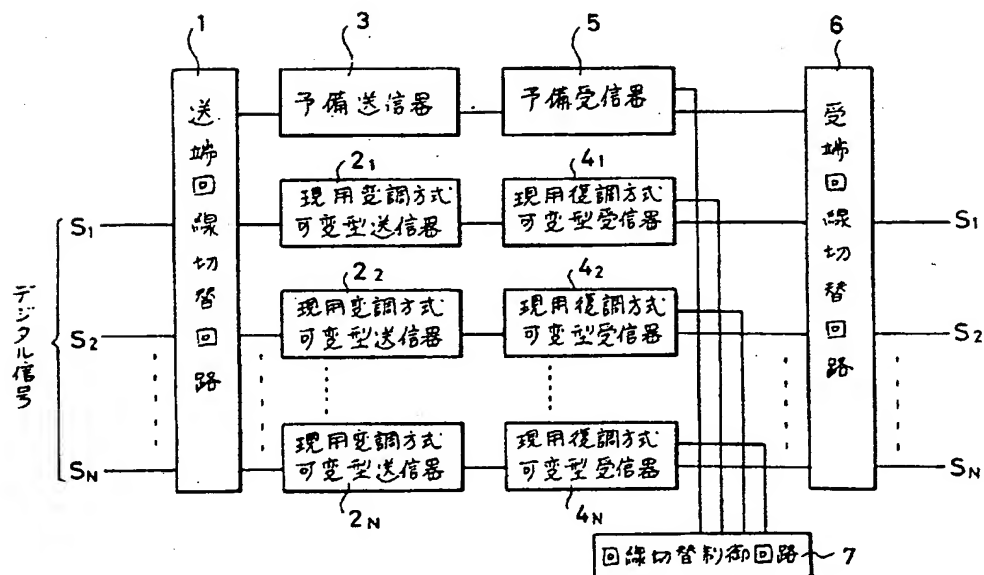 1
3
5
6
送端回線切替回路
予備送信器
予備受信器
受端回線切替回路
2₁
4₁
現用変調方式
可変型送信器
現用復調方式
可変型受信器
S₁
S₁
デジタル信号
2₂
4₂
現用変調方式
可変型送信器
現用復調方式
可変型受信器
S₂
S₂
現用変調方式
可変型送信器
現用復調方式
可変型受信器
S_N
S_N
2_N
4_N
回線切替制御回路
7